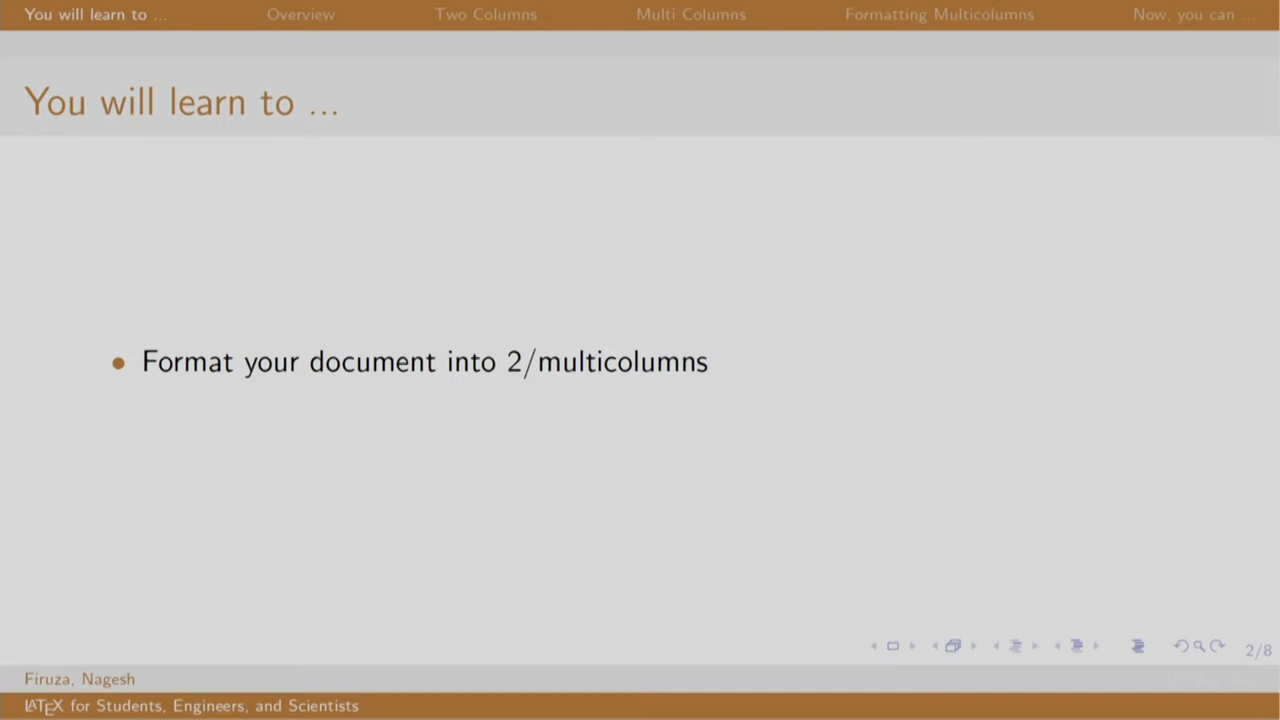 You will learn to ... Overview Two Columns Multi Columns Formatting Multicolumns Now, you can ...
You will learn to ...
• Format your document into 2/multicolumns
2/8
Firuza, Nagesh
LATEX for Students, Engineers, and Scientists